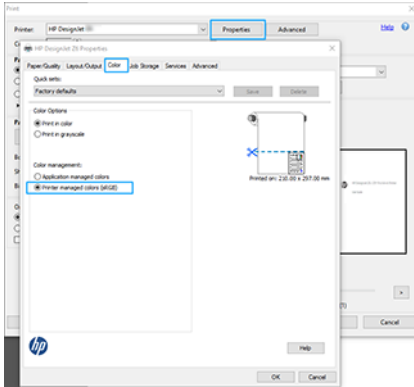 Print
Printer: HP DesignJet Properties Advanced Help
HP DesignJet Z6 Properties
Paper/Quality Layout/Output Color Job Storage Services Advanced
Quick sets:
Factory defaults Save Delete
Color Options
Print in color
Print in grayscale
Color management:
Application managed colors
Printer managed colors (sRGB)
Printed on: 210.00 x 297.00 mm
hp
Help
OK Cancel
Cancel